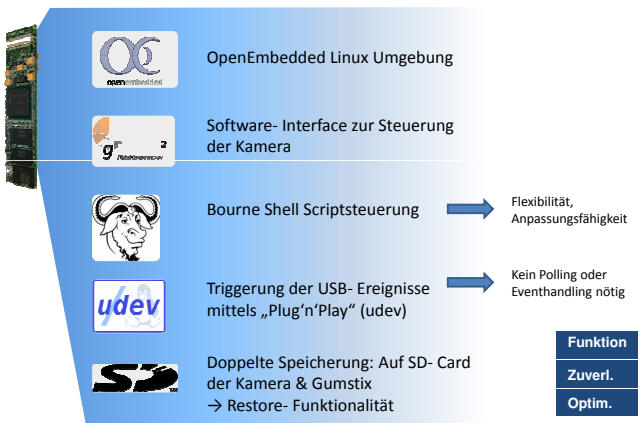 openembedded
OpenEmbedded Linux Umgebung
g 2
Software- Interface zur Steuerung
der Kamera
Bourne Shell Scriptsteuerung
Flexibilität,
Anpassungsfähigkeit
udev
Triggerung der USB- Ereignisse
mittels „Plug‘n‘Play“ (udev)
Kein Polling oder
Eventhandling nötig
SD
Doppelte Speicherung: Auf SD- Card
der Kamera & Gumstix
→ Restore- Funktionalität
Funktion
Zuverl.
Optim.